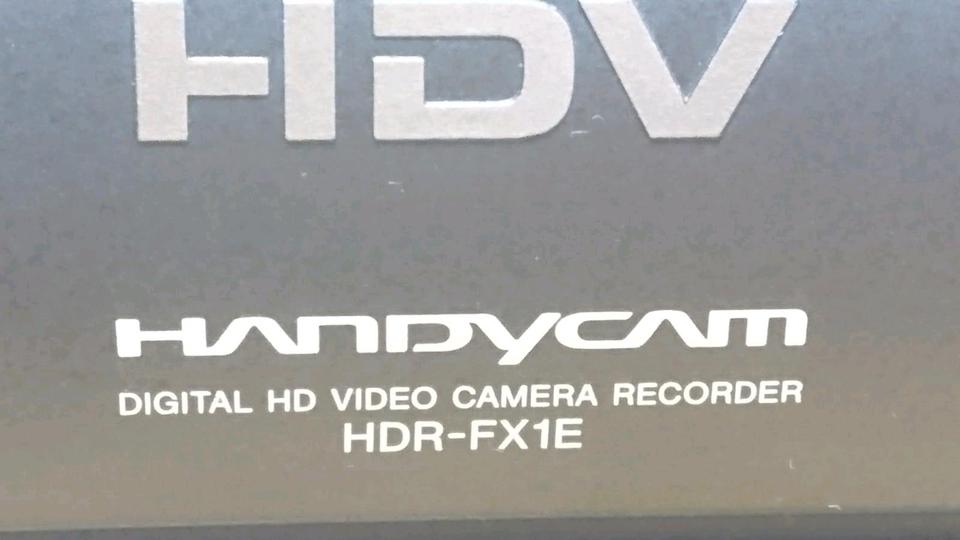 HDV
HANDYCAM
DIGITAL HD VIDEO CAMERA RECORDER
HDR-FX1E